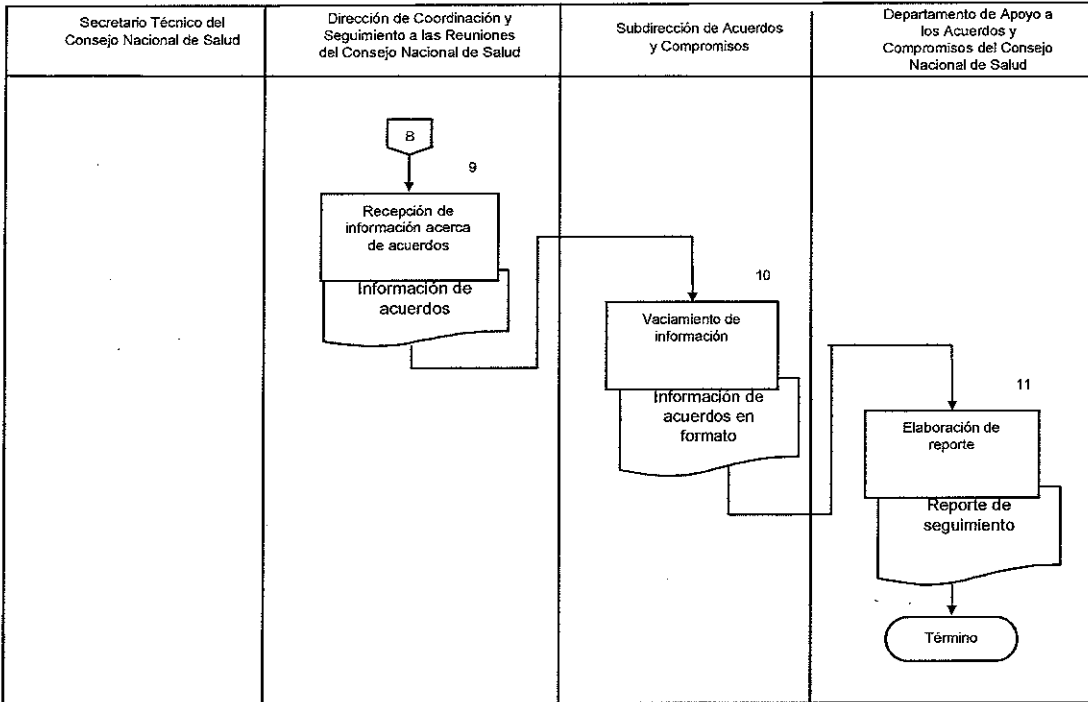 Secretario Técnico del
Consejo Nacional de Salud
Dirección de Coordinación y
Seguimiento a las Reuniones
del Consejo Nacional de Salud
Subdirección de Acuerdos
y Compromisos
Departamento de Apoyo a
los Acuerdos y
Compromisos del Consejo
Nacional de Salud
8
9
Recepción de
información acerca
de acuerdos
Información de
acuerdos
10
Vaciamiento de
información
Información de
acuerdos en
formato
11
Elaboración de
reporte
Reporte de
seguimiento
Término